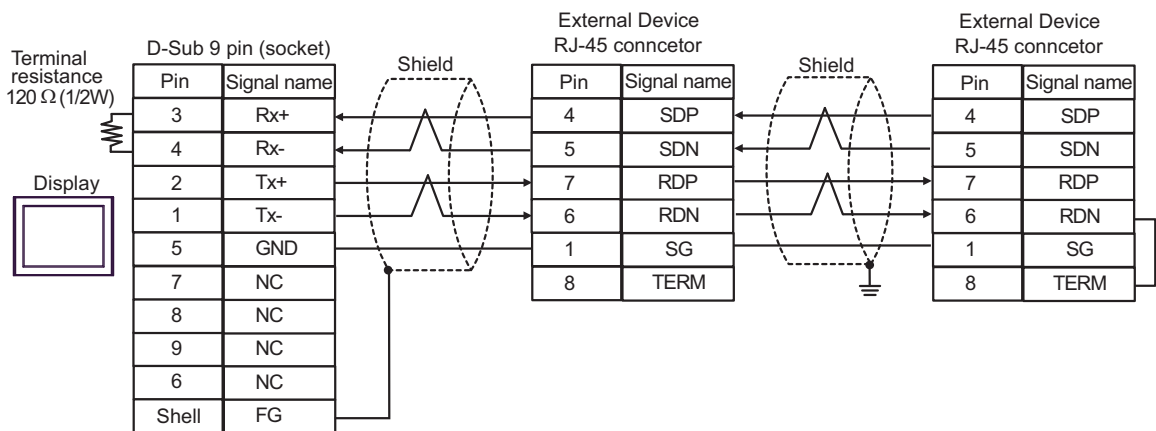 Terminal
resistance
120 Ω (1/2W)
Display
D-Sub 9 pin (socket)
Pin Signal name
3 Rx+
4 Rx-
2 Tx+
1 Tx-
5 GND
7 NC
8 NC
9 NC
6 NC
Shell FG
Shield
External Device
RJ-45 conncetor
Pin Signal name
4 SDP
5 SDN
7 RDP
6 RDN
1 SG
8 TERM
Shield
External Device
RJ-45 conncetor
Pin Signal name
4 SDP
5 SDN
7 RDP
6 RDN
1 SG
8 TERM